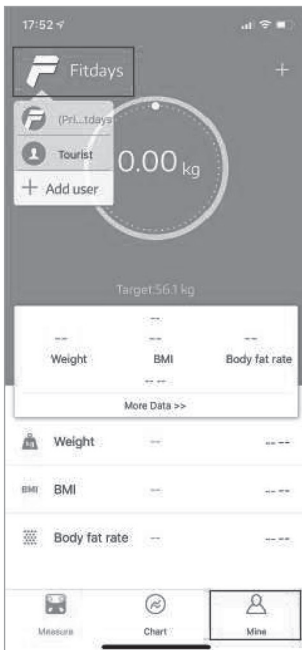 17:52
Fitdays
+
(Pri...tdays
Tourist
+ Add user
0.00 kg
Target:56.1 kg
--
-- -- --
Weight BMI Body fat rate
-- --
More Data >>
KG Weight -- -- --
BMI BMI -- -- --
Body fat rate -- -- --
Measure Chart Mine